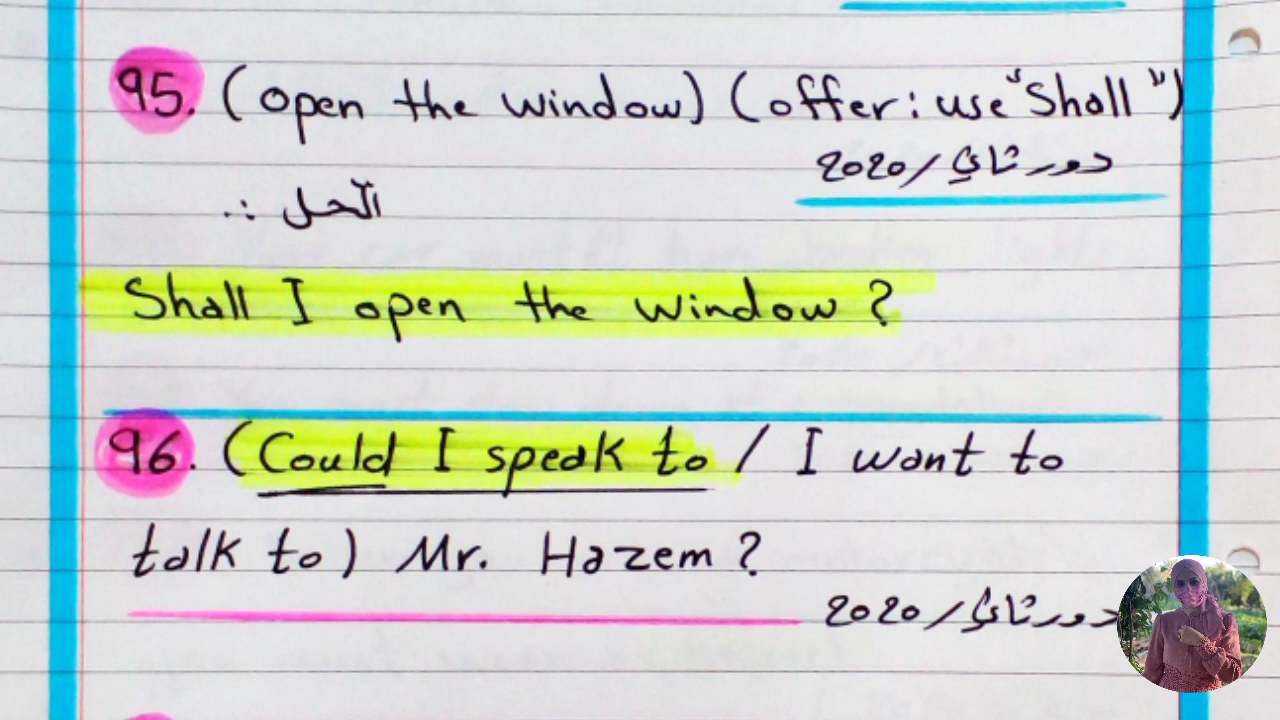 95. (open the window) (offer: use "Shall")
دور ثاني / 2020
الحل :.
Shall I open the window ?
96. (Could I speak to / I want to
talk to) Mr. Hazem ?
دور ثاني / 2020